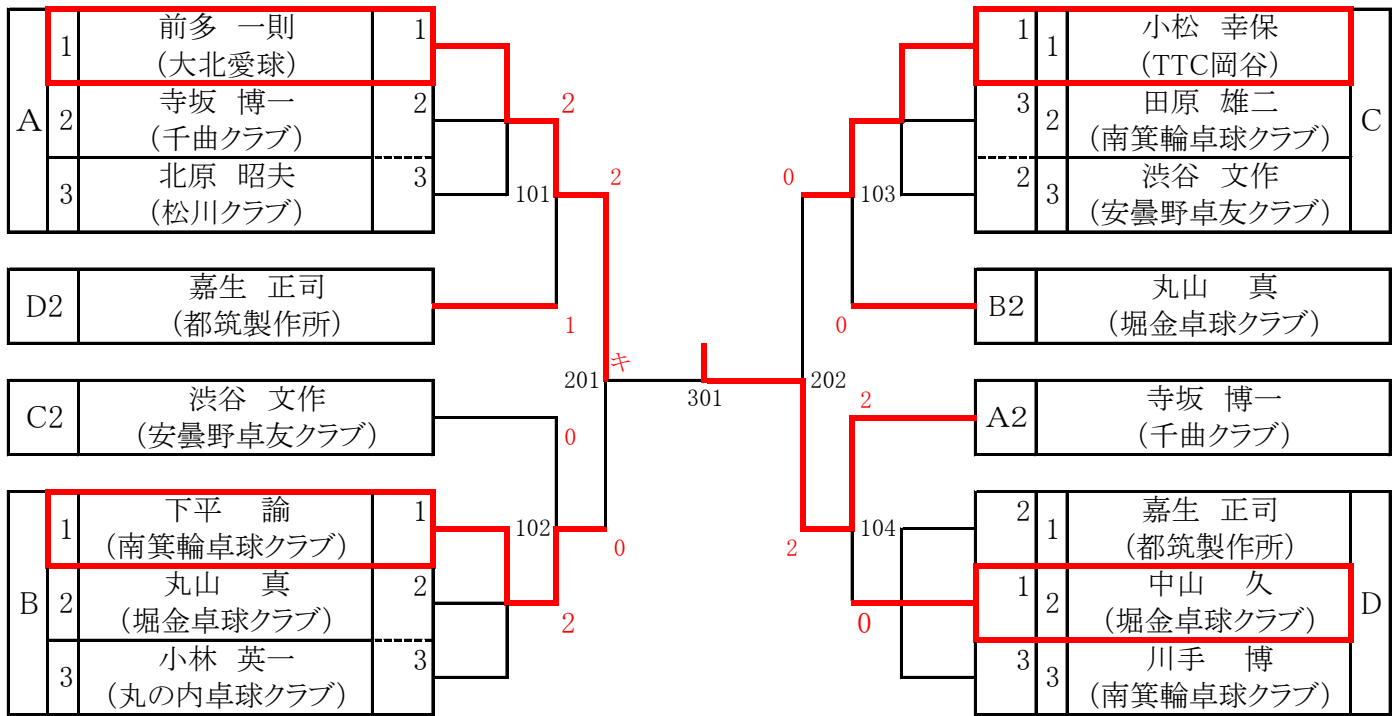 A
1
前多 一則
(大北愛球)
1
2
寺坂 博一
(千曲クラブ)
2
3
北原 昭夫
(松川クラブ)
3
D2
嘉生 正司
(都筑製作所)
C2
渋谷 文作
(安曇野卓友クラブ)
B
1
下平 諭
(南箕輪卓球クラブ)
1
2
丸山 真
(堀金卓球クラブ)
2
3
小林 英一
(丸の内卓球クラブ)
3
2
101
2
1
キ
201
0
102
0
2
301
0
103
0
202
2
2
104
0
C
1
1
小松 幸保
(TTC岡谷)
3
2
田原 雄二
(南箕輪卓球クラブ)
2
3
渋谷 文作
(安曇野卓友クラブ)
B2
丸山 真
(堀金卓球クラブ)
A2
寺坂 博一
(千曲クラブ)
2
1
嘉生 正司
(都筑製作所)
1
2
中山 久
(堀金卓球クラブ)
D
3
3
川手 博
(南箕輪卓球クラブ)